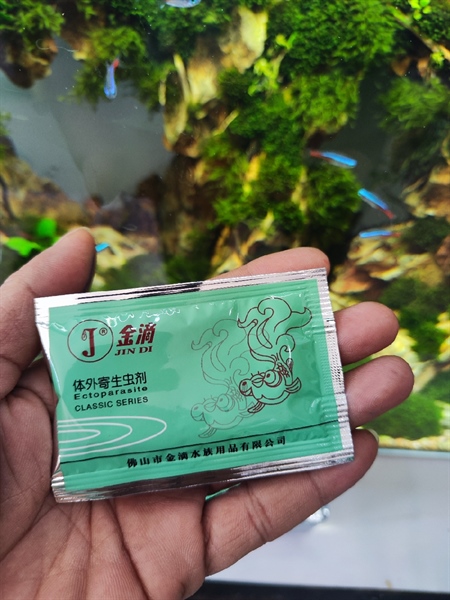 J®
金滴
JIN DI
体外寄生虫剂
Ectoparasite
CLASSIC SERIES
佛山市金滴水族用品有限公司